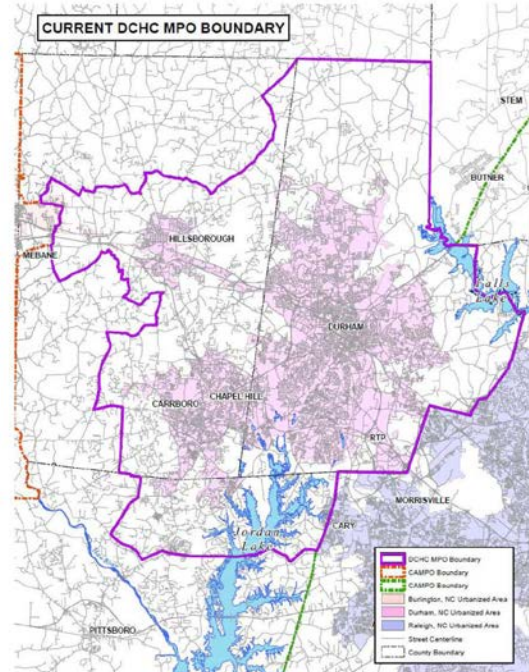 CURRENT DCHC MPO BOUNDARY
STEM
BUTNER
HILLSBOROUGH
MEBANE
Falls
Lake
DURHAM
CHAPEL HILL
CARRBORO
RTP
MORRISVILLE
CARY
Jordan
Lake
PITTSBORO
DCHC MPO Boundary
CAMPO Boundary
CAMPO Boundary
Burlington, NC Urbanized Area
Durham, NC Urbanized Area
Raleigh, NC Urbanized Area
Street Centerline
County Boundary